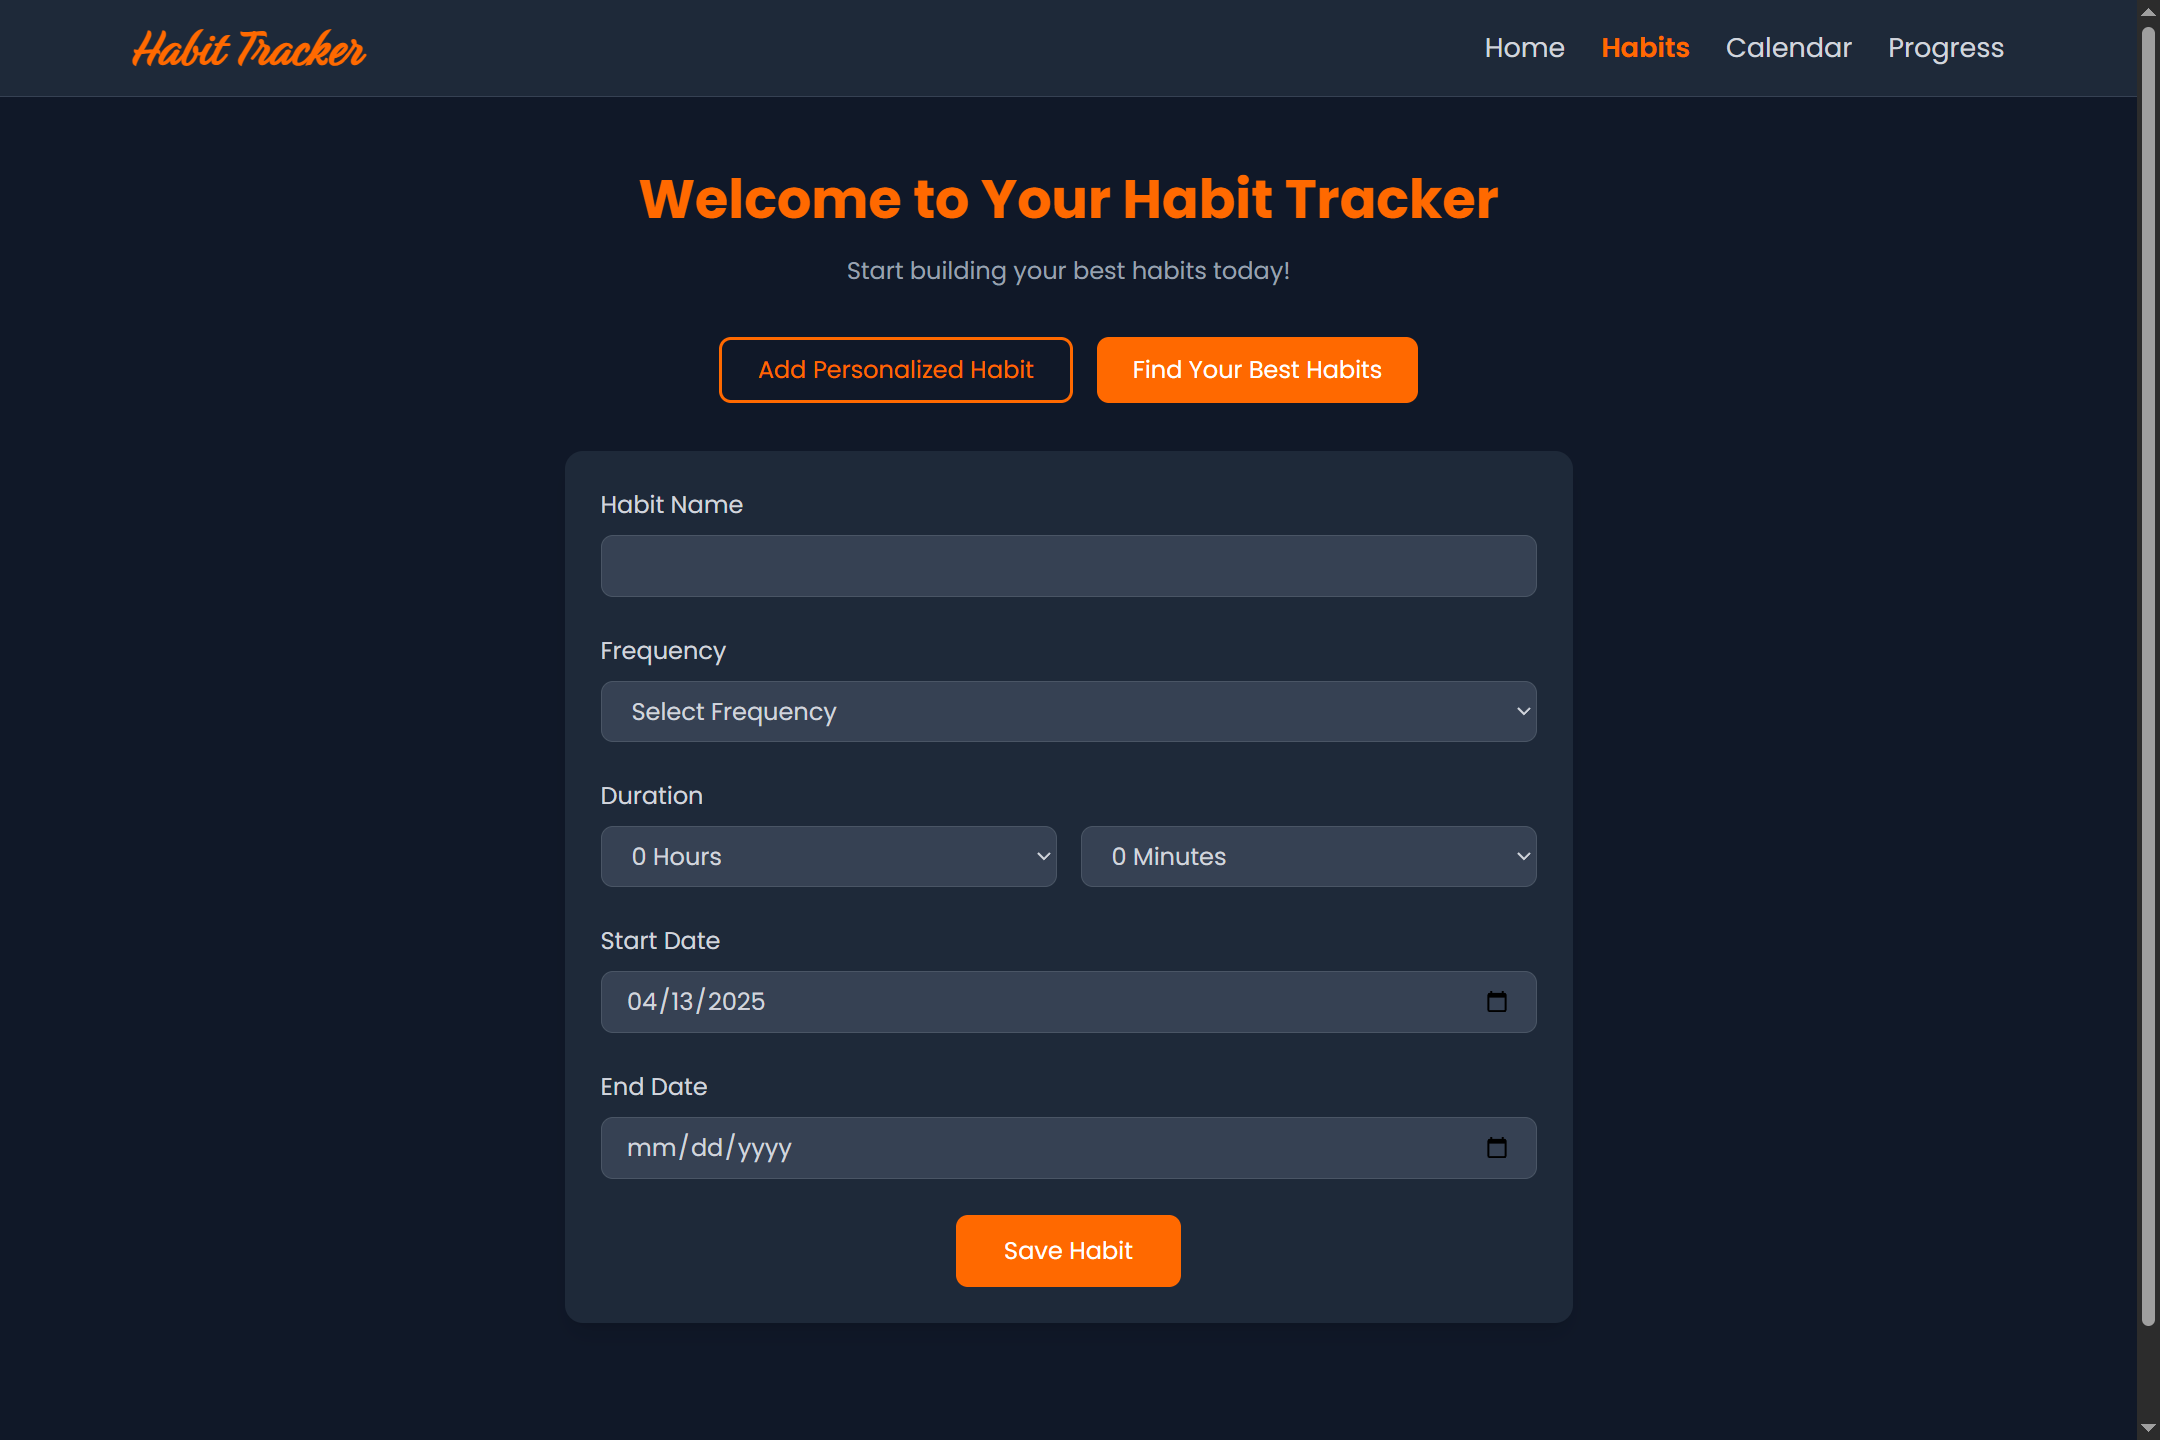 Habit Tracker
Home Habits Calendar Progress
Welcome to Your Habit Tracker
Start building your best habits today!
Add Personalized Habit Find Your Best Habits
Habit Name
Frequency
Select Frequency
Duration
0 Hours 0 Minutes
Start Date
04/13/2025
End Date
mm/dd/yyyy
Save Habit